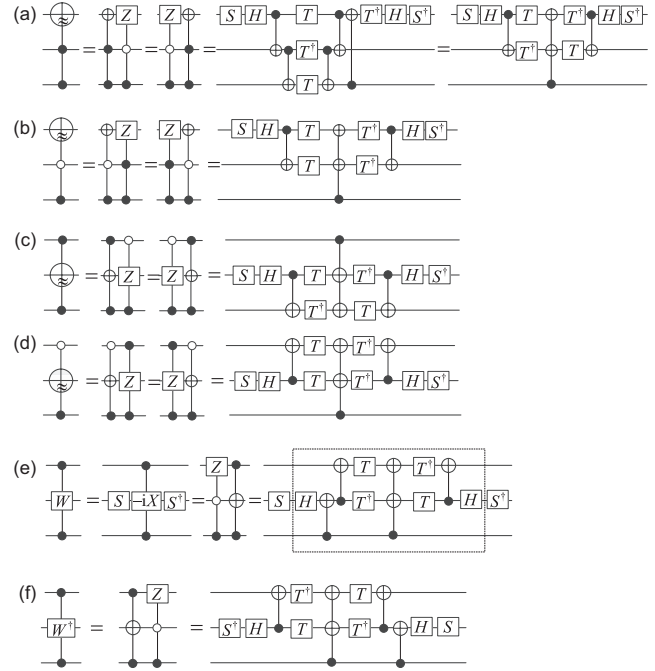 (a) ≈ Z Z S H T T† H S† S H T T† H S†
= = = T† = T† T
T
(b) ≈ Z Z S H T T† H S†
= = = T T†
(c)
≈ = Z = Z = S H T T† H S†
T† T
(d) T T†
≈ = Z = Z = S H T T† H S†
(e) Z T T†
W = S -iX S† = = S H T† T H S†
(f) Z T† T
W† = = S† H T T† H S